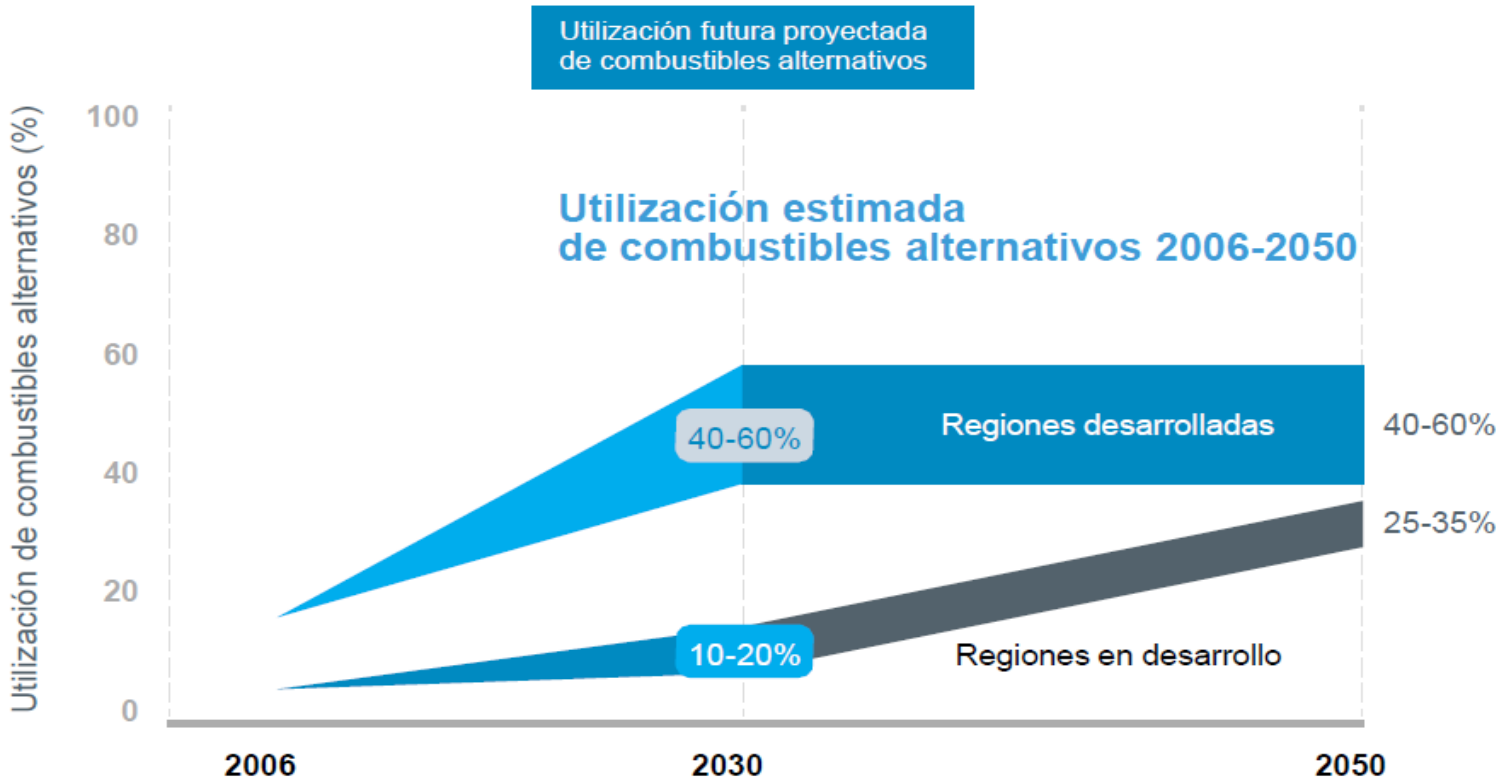 Utilización futura proyectada
de combustibles alternativos
Utilización de combustibles alternativos (%)
100
80
60
40
20
0
Utilización estimada
de combustibles alternativos 2006-2050
40-60%
Regiones desarrolladas
40-60%
25-35%
10-20%
Regiones en desarrollo
2006
2030
2050